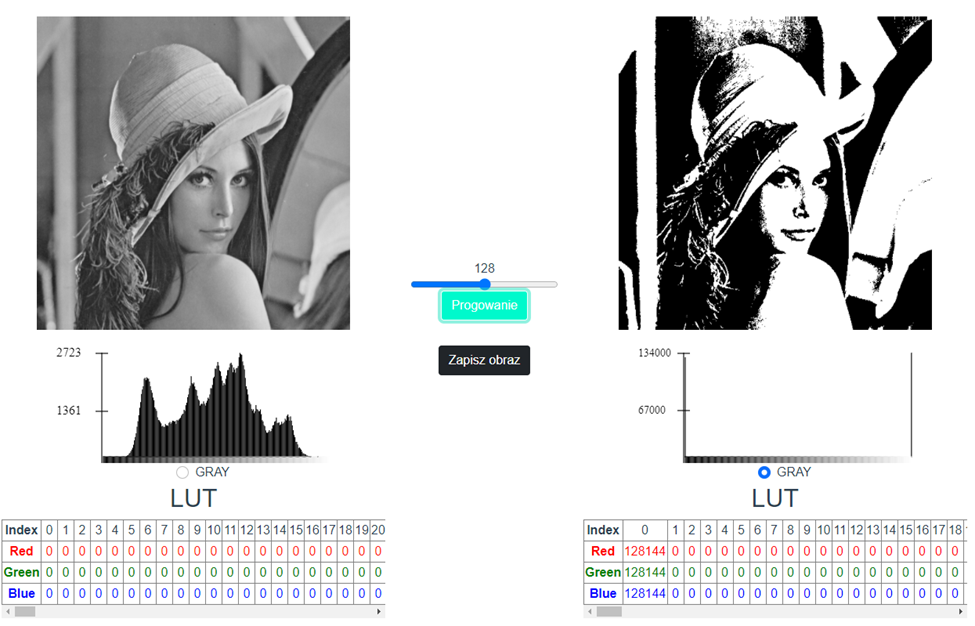 128
Progowanie
Zapisz obraz
2723
1361
GRAY
LUT
Index 0 1 2 3 4 5 6 7 8 9 10 11 12 13 14 15 16 17 18 19 20
Red 0 0 0 0 0 0 0 0 0 0 0 0 0 0 0 0 0 0 0 0 0
Green 0 0 0 0 0 0 0 0 0 0 0 0 0 0 0 0 0 0 0 0 0
Blue 0 0 0 0 0 0 0 0 0 0 0 0 0 0 0 0 0 0 0 0 0
134000
67000
GRAY
LUT
Index 0 1 2 3 4 5 6 7 8 9 10 11 12 13 14 15 16 17 18
Red 128144 0 0 0 0 0 0 0 0 0 0 0 0 0 0 0 0 0 0
Green 128144 0 0 0 0 0 0 0 0 0 0 0 0 0 0 0 0 0 0
Blue 128144 0 0 0 0 0 0 0 0 0 0 0 0 0 0 0 0 0 0